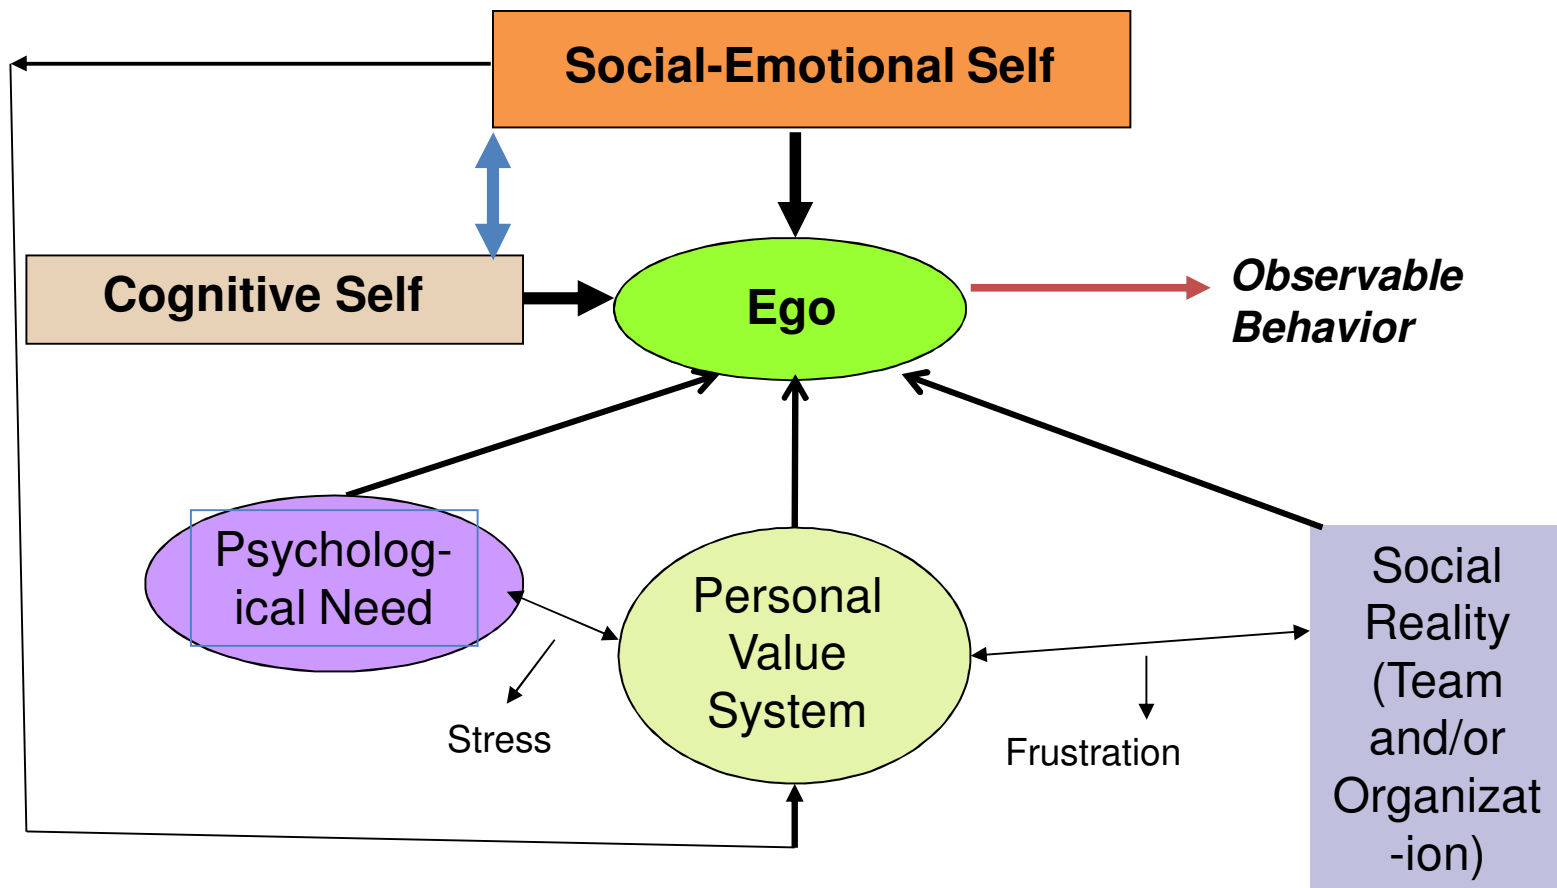 Social-Emotional Self
Cognitive Self
Ego
Observable
Behavior
Psycholog-
ical Need
Personal
Value
System
Social
Reality
(Team
and/or
Organizat
-ion)
Stress
Frustration